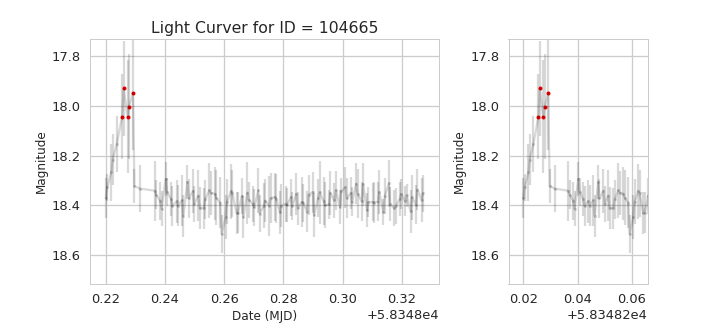 Light Curver for ID = 104665
17.8
18.0
18.2
18.4
18.6
Magnitude
0.22 0.24 0.26 0.28 0.30 0.32
Date (MJD)
+5.8348e4
17.8
18.0
18.2
18.4
18.6
Magnitude
0.02 0.04 0.06
+5.83482e4